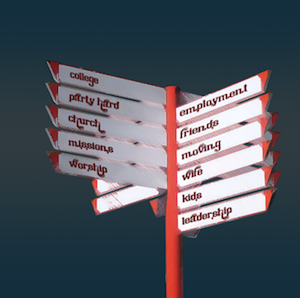 college
party hard
church
missions
worship
employment
friends
moving
wife
kids
leadership